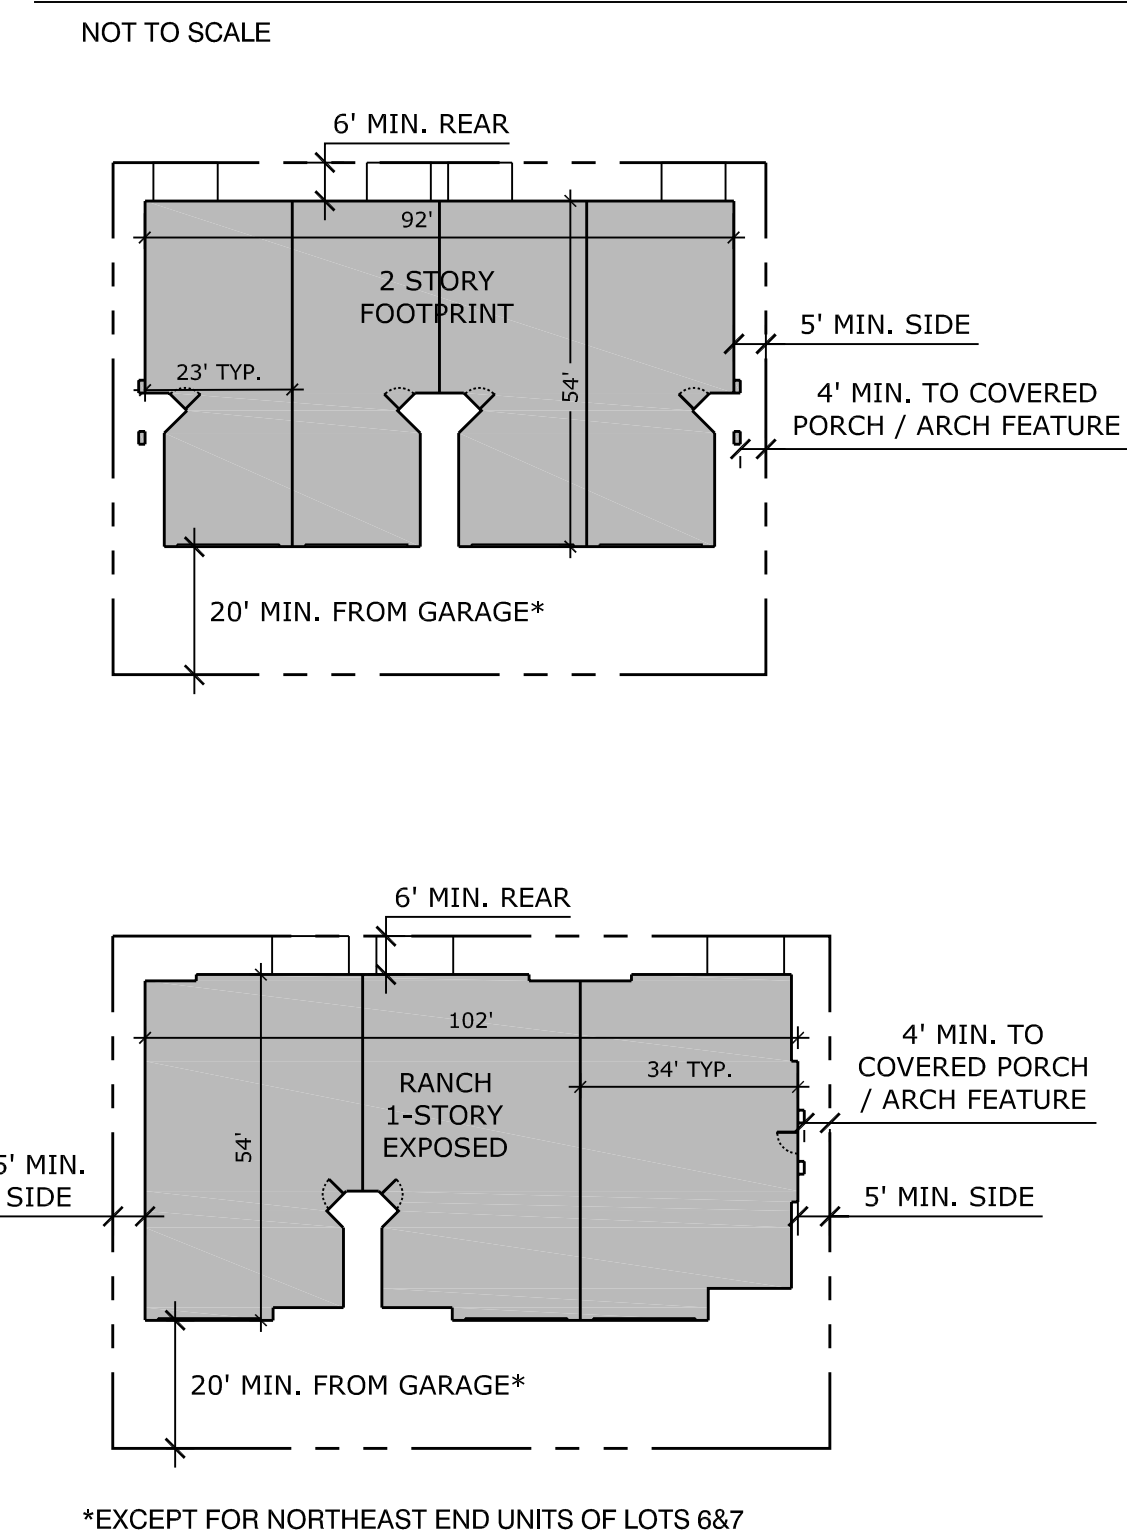 NOT TO SCALE
6' MIN. REAR
92'
2 STORY
FOOTPRINT
5' MIN. SIDE
23' TYP.
54'
4' MIN. TO COVERED
PORCH / ARCH FEATURE
20' MIN. FROM GARAGE*
6' MIN. REAR
102'
4' MIN. TO
COVERED PORCH
/ ARCH FEATURE
34' TYP.
RANCH
1-STORY
EXPOSED
54'
5' MIN.
SIDE
5' MIN. SIDE
20' MIN. FROM GARAGE*
*EXCEPT FOR NORTHEAST END UNITS OF LOTS 6&7